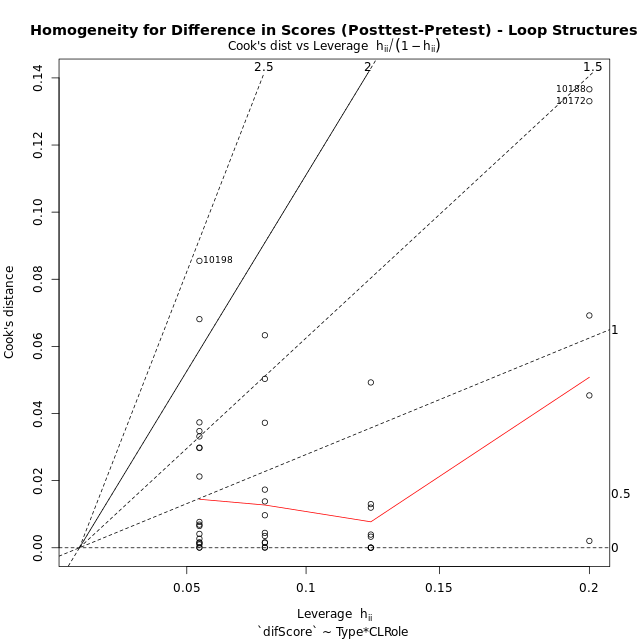 Homogeneity for Difference in Scores (Posttest-Pretest) - Loop Structures
Cook's dist vs Leverage hᵢᵢ/(1 − hᵢᵢ)
2.5 2 1.5
0.14
10188
10172
0.12
0.10
10198
0.08
0.06
1
0.04
0.02
0.5
0.00
0
Cook's distance
0.05 0.1 0.15 0.2
Leverage hᵢᵢ
`difScore` ~ Type*CLRole